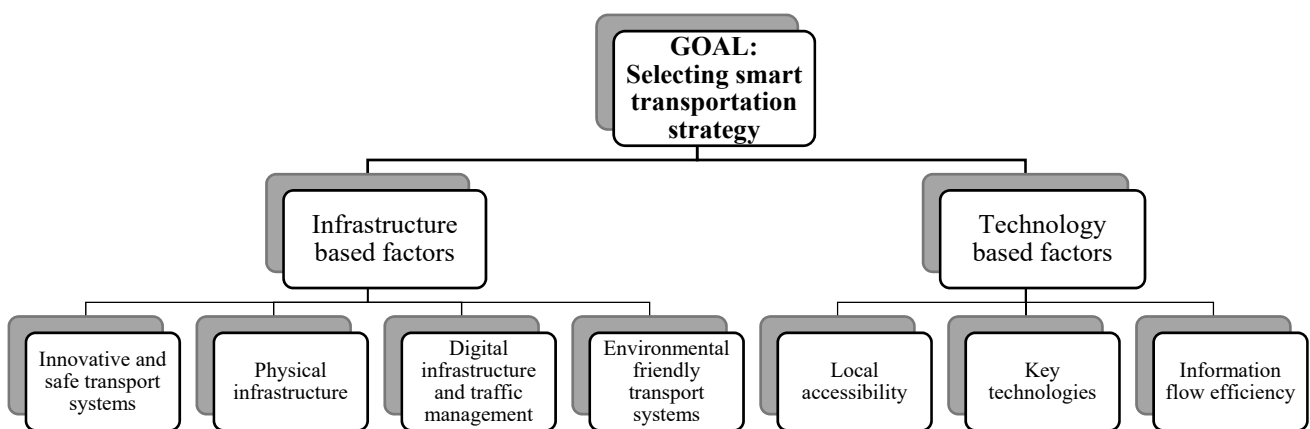 GOAL:
Selecting smart
transportation
strategy
Infrastructure
based factors
Technology
based factors
Innovative and
safe transport
systems
Physical
infrastructure
Digital
infrastructure
and traffic
management
Environmental
friendly
transport
systems
Local
accessibility
Key
technologies
Information
flow efficiency